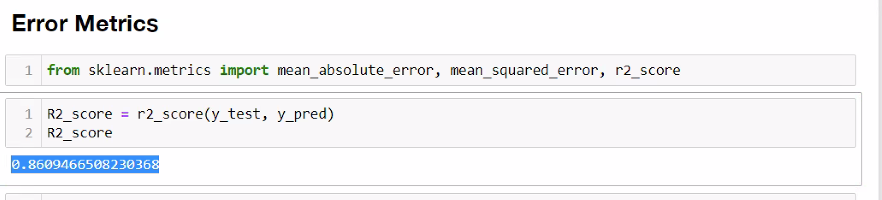 Error Metrics
1 from sklearn.metrics import mean_absolute_error, mean_squared_error, r2_score
1 R2_score = r2_score(y_test, y_pred)
2 R2_score
0.8609466508230368